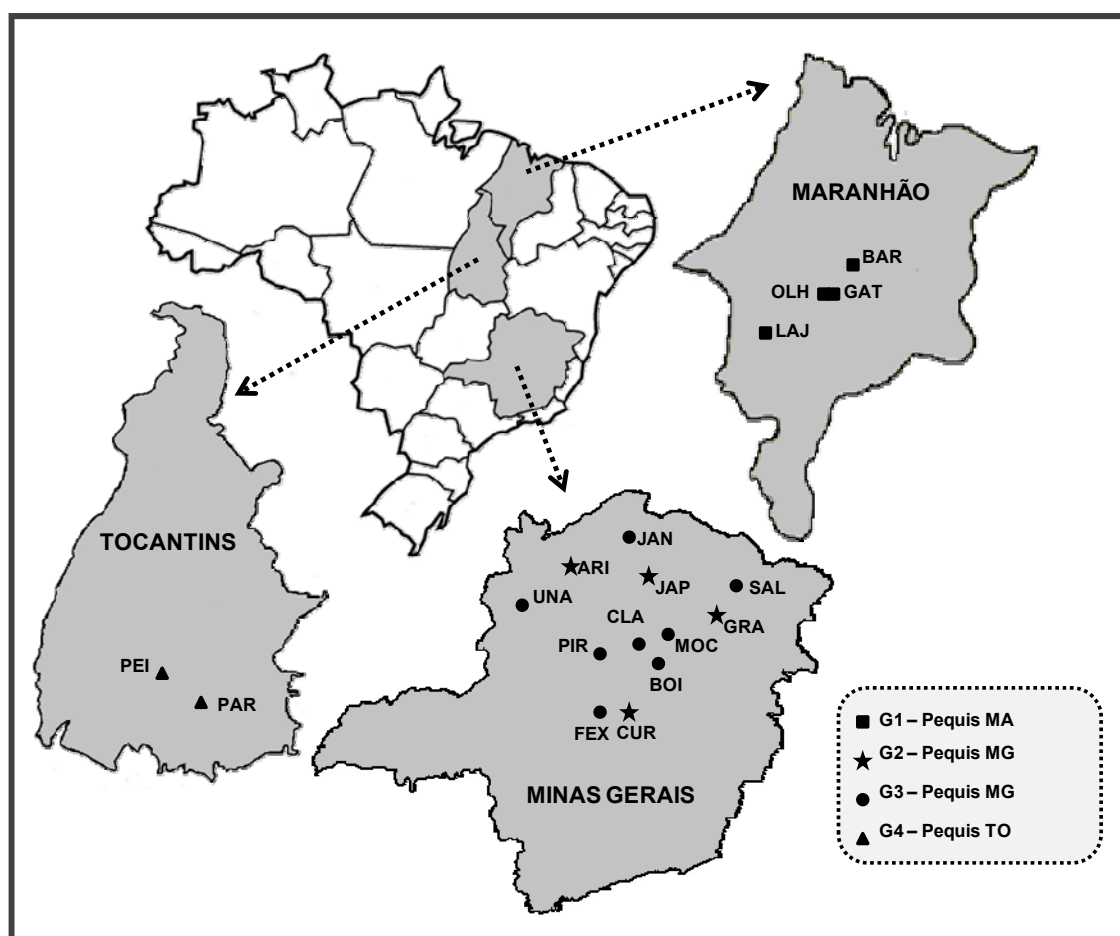 MARANHÃO
BAR
OLH GAT
LAJ
TOCANTINS
PEI
PAR
JAN
ARI
JAP
SAL
UNA
CLA
GRA
PIR
MOC
BOI
FEX CUR
MINAS GERAIS
G1 – Pequis MA
G2 – Pequis MG
G3 – Pequis MG
G4 – Pequis TO